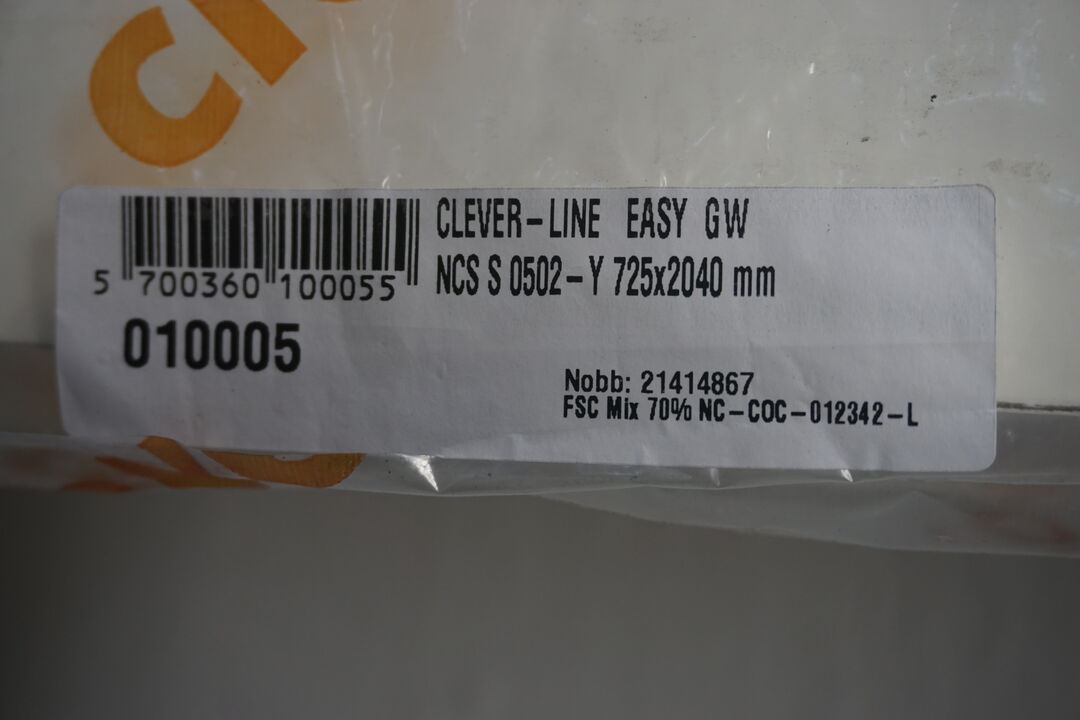 cl
CLEVER-LINE EASY GW
NCS S 0502-Y 725x2040 mm
5 700360 100055
010005
Nobb: 21414867
FSC Mix 70% NC-COC-012342-L